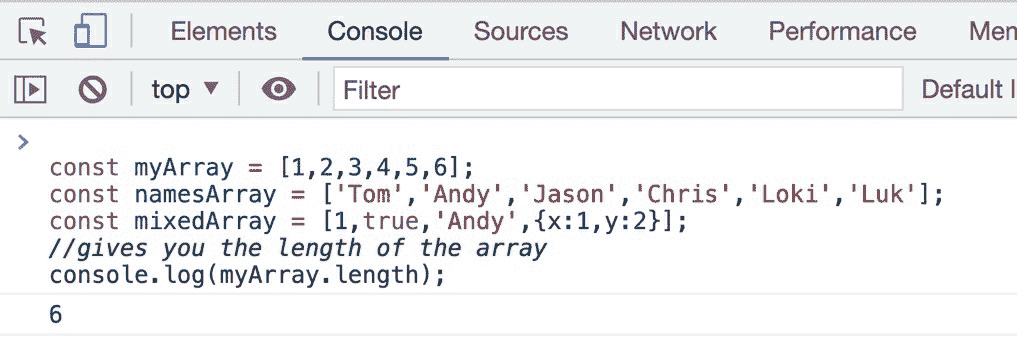 Elements Console Sources Network Performance Mem
top ▼ Filter Default l
>
const myArray = [1,2,3,4,5,6];
const namesArray = ['Tom','Andy','Jason','Chris','Loki','Luk'];
const mixedArray = [1,true,'Andy',{x:1,y:2}];
//gives you the length of the array
console.log(myArray.length);
6